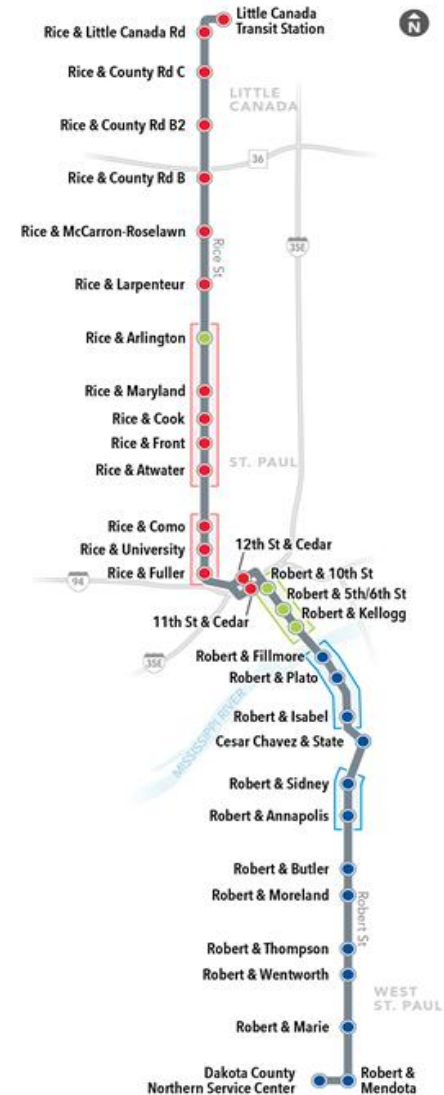 Little Canada
Transit Station
N
Rice & Little Canada Rd
Rice & County Rd C
LITTLE
CANADA
Rice & County Rd B2
36
Rice & County Rd B
Rice & McCarron-Roselawn
Rice St
35E
Rice & Larpenteur
Rice & Arlington
Rice & Maryland
Rice & Cook
Rice & Front
ST. PAUL
Rice & Atwater
Rice & Como
Rice & University
12th St & Cedar
Rice & Fuller
Robert & 10th St
94
Robert & 5th/6th St
11th St & Cedar
Robert & Kellogg
35E
Robert & Fillmore
Robert & Plato
MISSISSIPPI RIVER
Robert & Isabel
Cesar Chavez & State
Robert & Sidney
Robert & Annapolis
Robert & Butler
Robert & Moreland
Robert St
Robert & Thompson
Robert & Wentworth
WEST
ST. PAUL
Robert & Marie
Dakota County
Northern Service Center
Robert &
Mendota